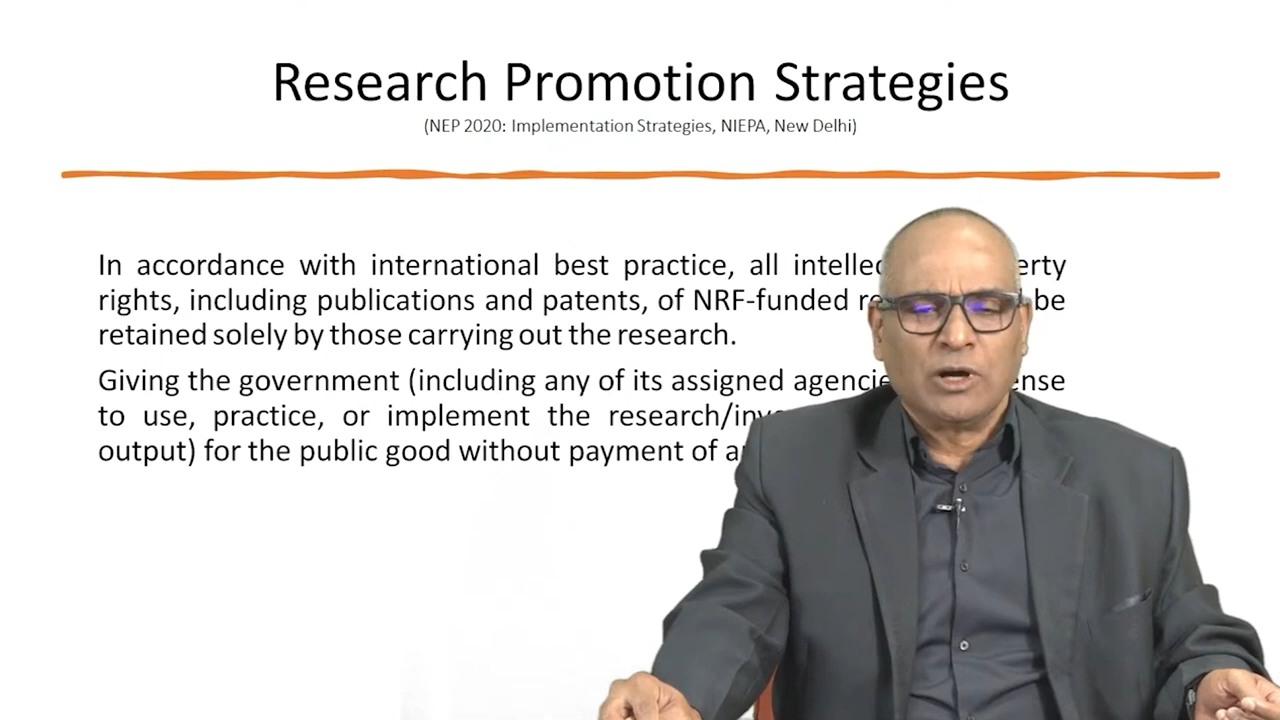 Research Promotion Strategies
(NEP 2020: Implementation Strategies, NIEPA, New Delhi)
In accordance with international best practice, all
rights, including publications and patents, of NRF-funded be
retained solely by those carrying out the research.
Giving the government (including any of its assigned
to use, practice, or implement the
output) for the public good without payment of